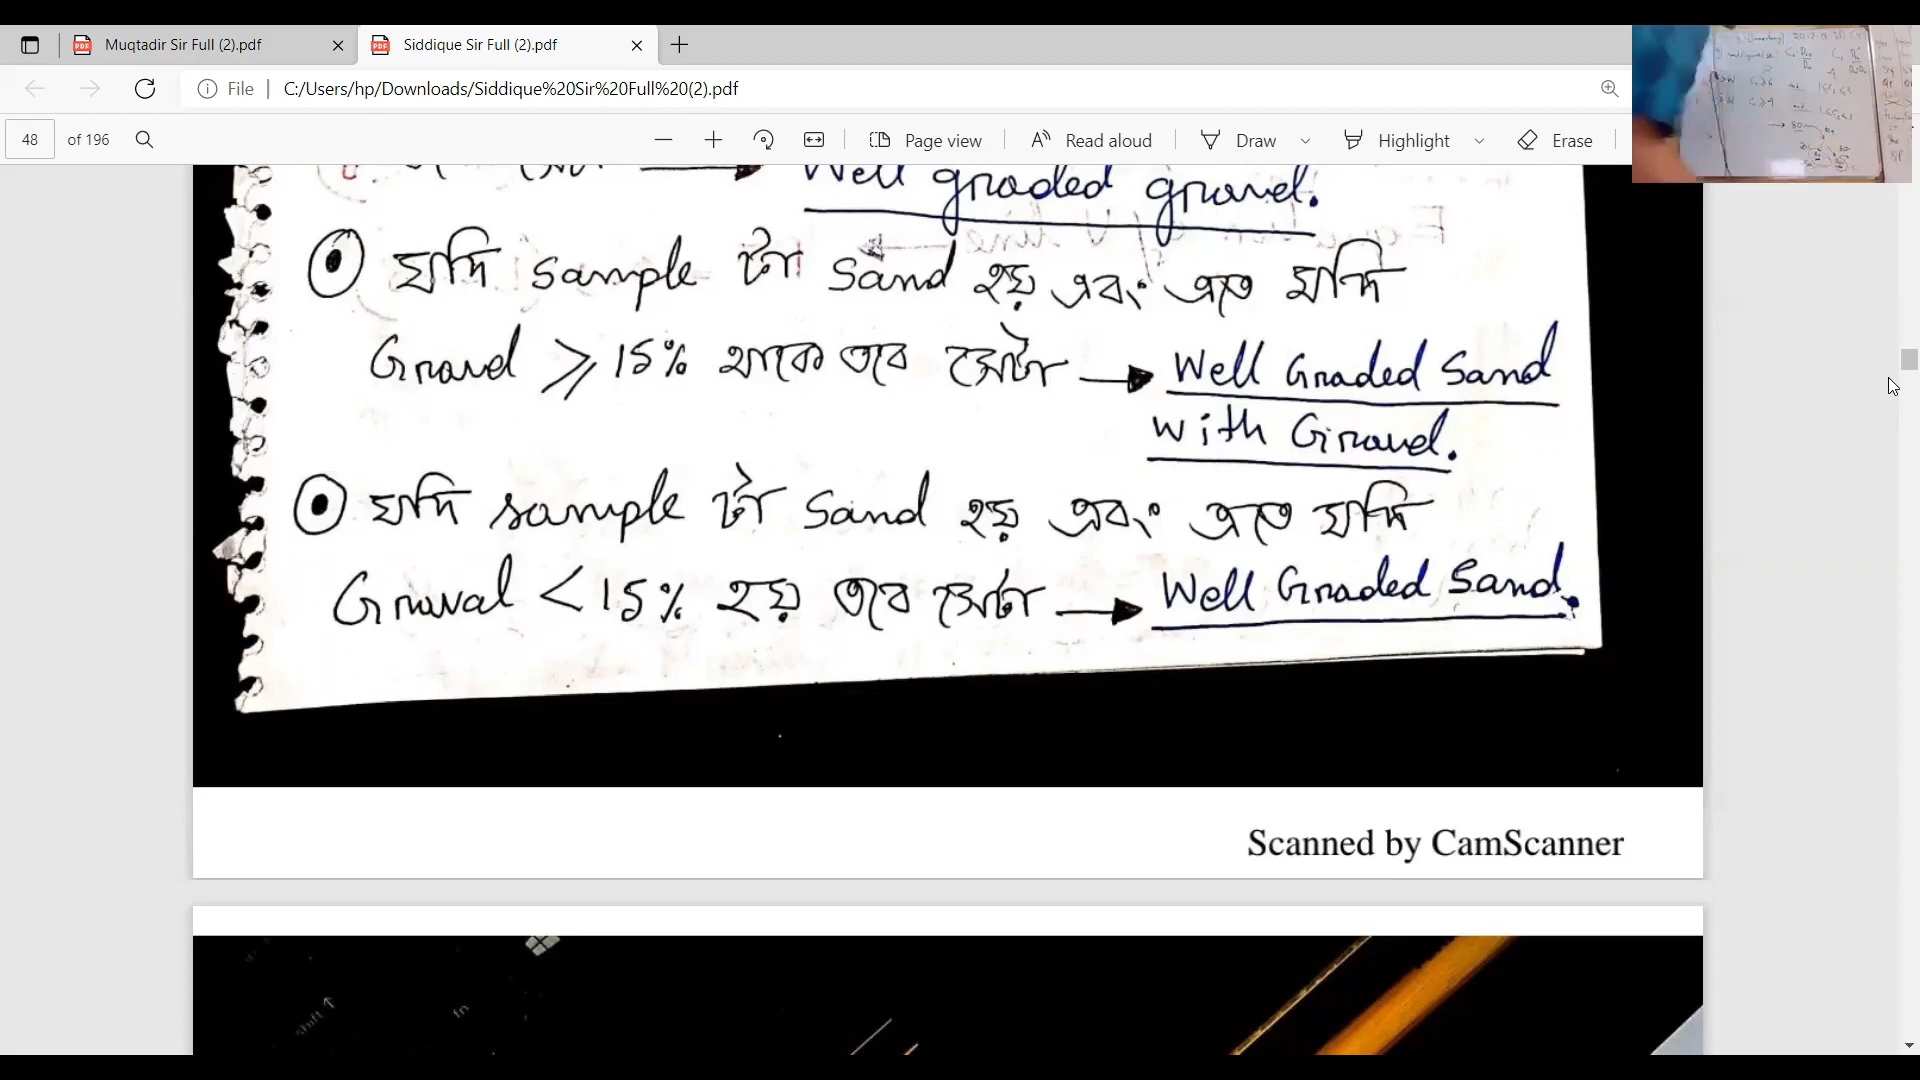 Muqtadir Sir Full (2).pdf
Siddique Sir Full (2).pdf
File
C:/Users/hp/Downloads/Siddique%20Sir%20Full%20(2).pdf
48 of 196
Page view
Read aloud
Draw
Highlight
Erase
Well graded gravel.
যদি sample টা Sand হয় এবং এতে যদি
Gravel ≥ 15% থাকে তবে সেটা → Well Graded Sand
With Gravel.
যদি sample টা Sand হয় এবং এতে যদি
Graval < 15% হয় তবে সেটা → Well Graded Sand.
Scanned by CamScanner
shift ↑
fn